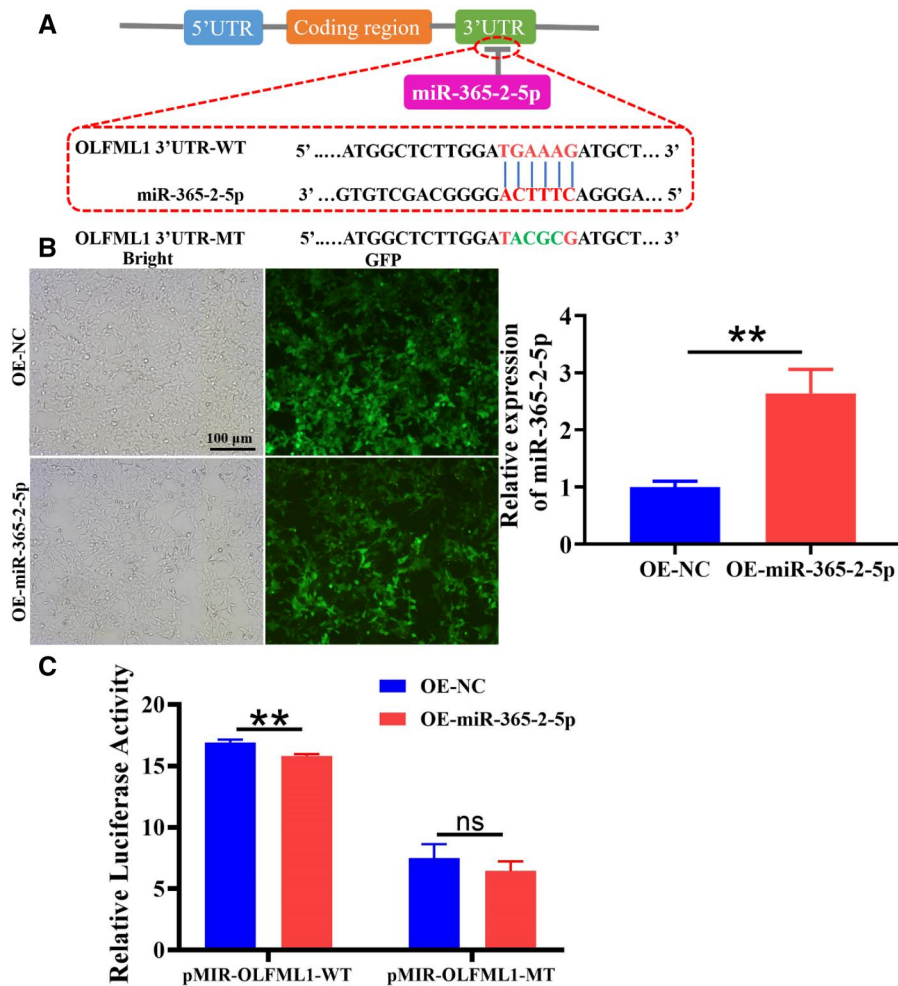 A
5'UTR Coding region 3'UTR
miR-365-2-5p
OLFML1 3'UTR-WT 5' .....ATGGCTCTTGGATGAAAGATGCT... 3'
miR-365-2-5p 3' ...GTGTCGACGGGGACTTTCAGGGA... 5'
OLFML1 3'UTR-MT 5' .....ATGGCTCTTGGATACGCGATGCT... 3'
B
Bright GFP
OE-NC
100 µm
OE-miR-365-2-5p
Relative expression
of miR-365-2-5p
4
3
2
1
0
**
OE-NC OE-miR-365-2-5p
C
Relative Luciferase Activity
20
15
10
5
0
OE-NC
OE-miR-365-2-5p
**
ns
pMIR-OLFML1-WT pMIR-OLFML1-MT